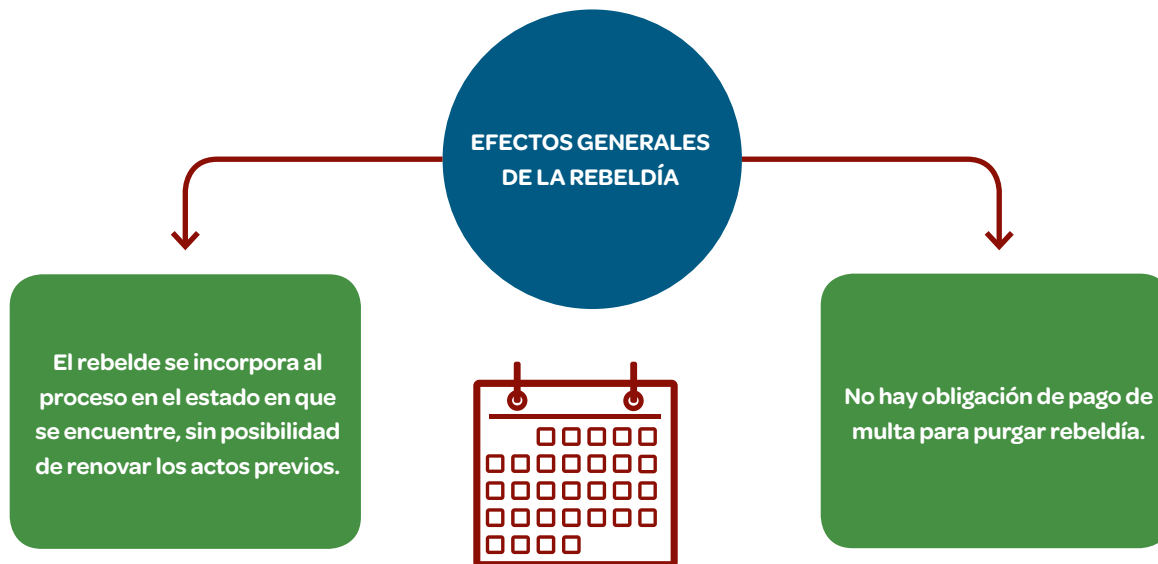 EFECTOS GENERALES
DE LA REBELDÍA
El rebelde se incorpora al
proceso en el estado en que
se encuentre, sin posibilidad
de renovar los actos previos.
No hay obligación de pago de
multa para purgar rebeldía.